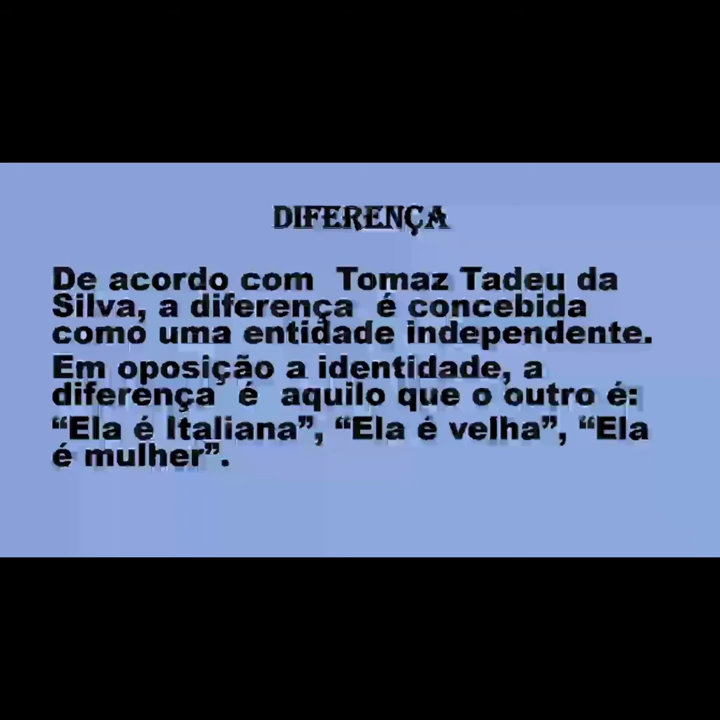 DIFERENÇA
De acordo com Tomaz Tadeu da
Silva, a diferença é concebida
como uma entidade independente.
Em oposição a identidade, a
diferença é aquilo que o outro é:
“Ela é Italiana”, “Ela é velha”, “Ela
é mulher”.